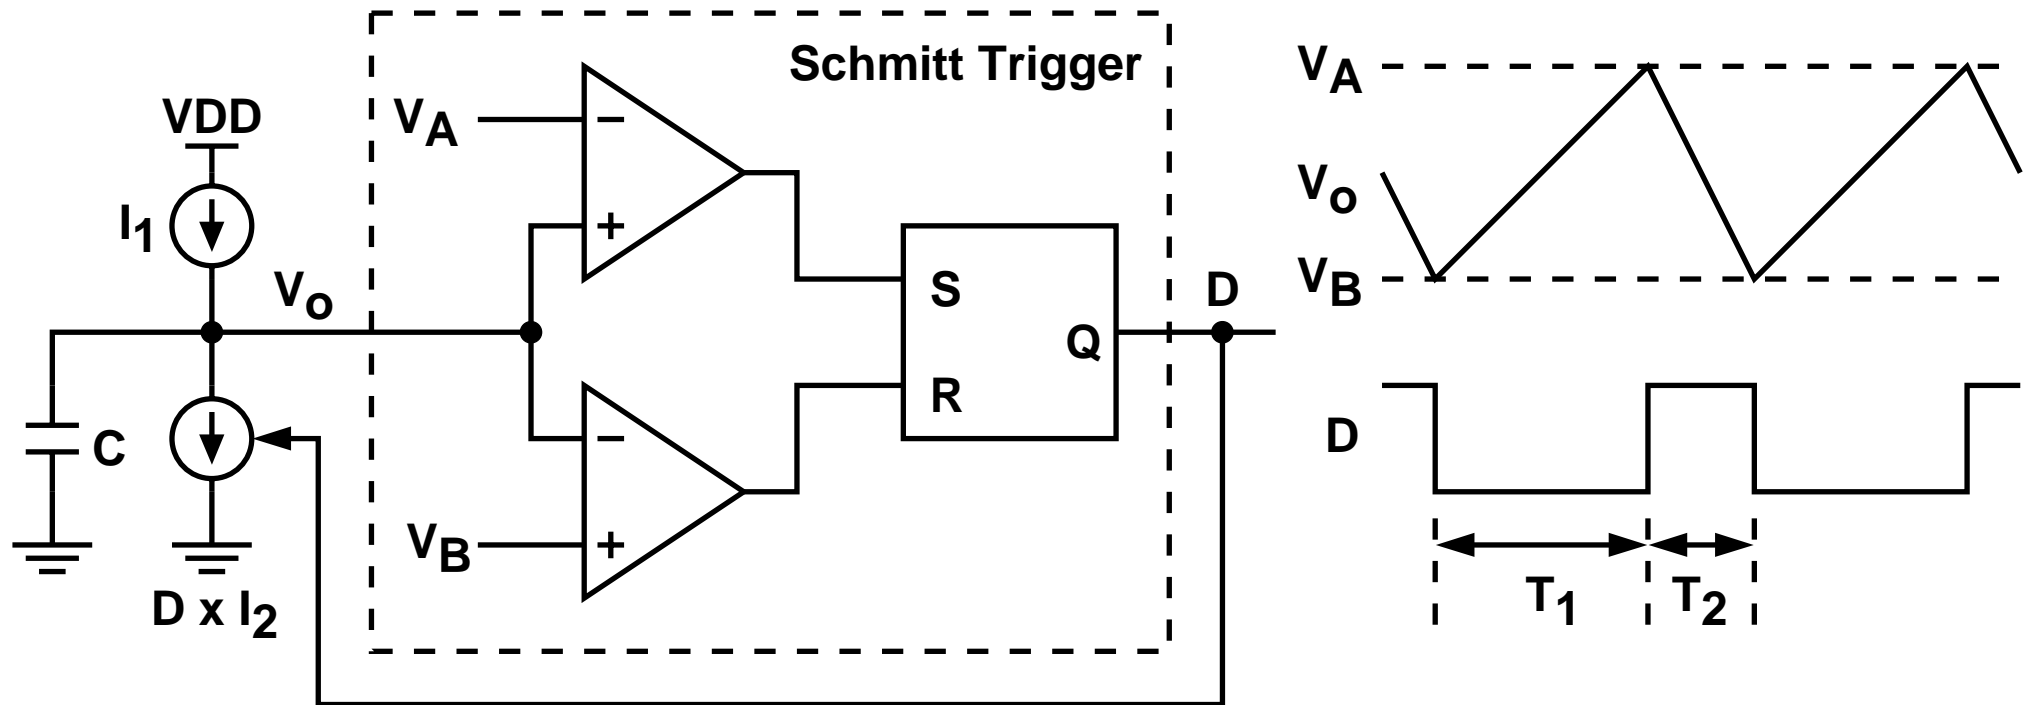 Schmitt Trigger
VDD
VA
I1
Vo
S
Q
R
D
C
VB
D x I2
VA
Vo
VB
D
T1
T2